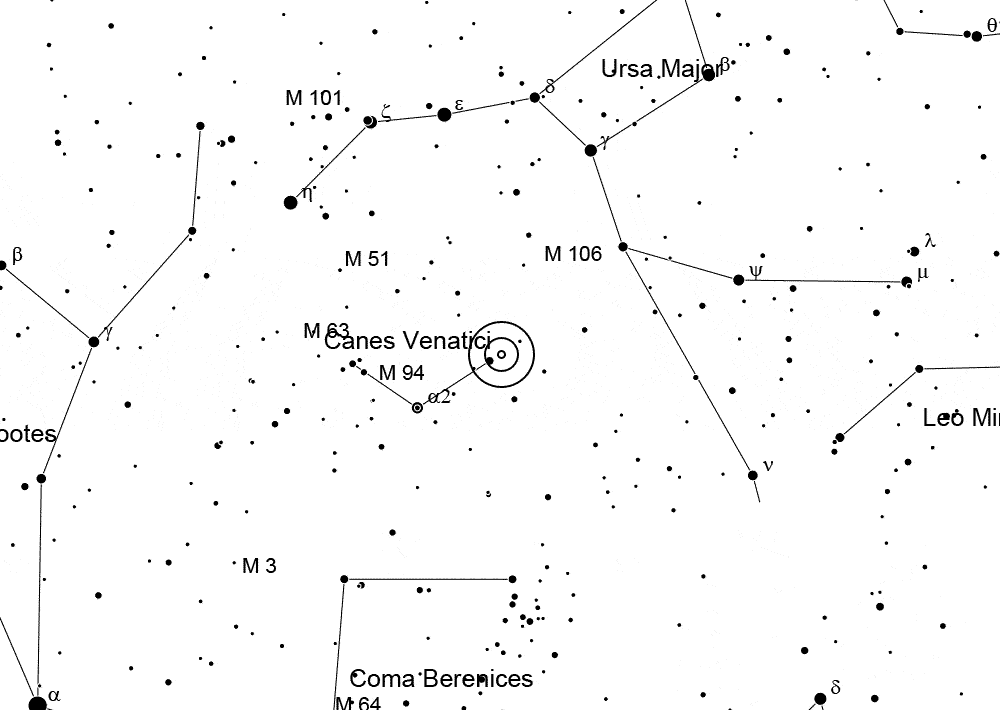 θ
Ursa Major β
δ
M 101
ζ
ε
γ
η
β
M 51
M 106
λ
ψ
μ
γ
M 63
Canes Venatici
M 94
α2
ootes
Leo Mi
ν
M 3
Coma Berenices
α
M 64
δ